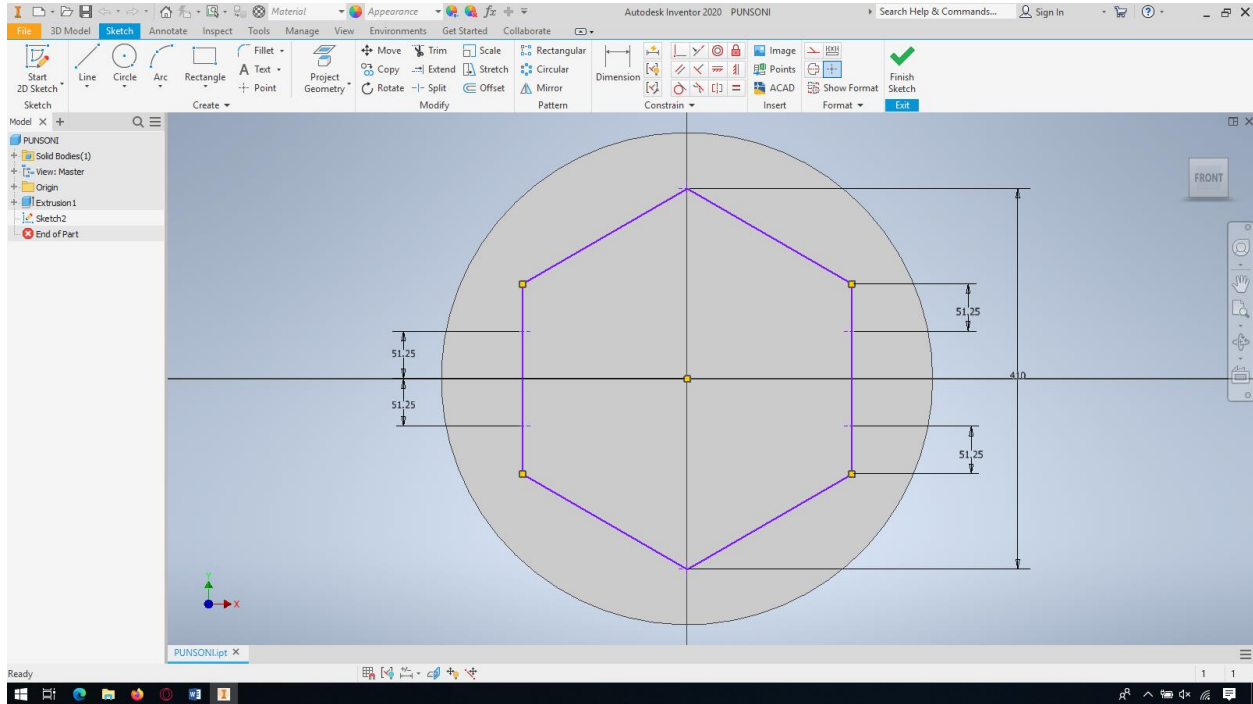 Material
Appearance
Autodesk Inventor 2020 PUNSONI
Search Help & Commands...
Sign In
File 3D Model Sketch Annotate Inspect Tools Manage View Environments Get Started Collaborate
Start 2D Sketch
Line
Circle
Arc
Rectangle
Fillet
Text
Point
Project Geometry
Move
Copy
Rotate
Trim
Extend
Split
Scale
Stretch
Offset
Rectangular
Circular
Mirror
Dimension
Image
Points
ACAD
Show Format
Finish Sketch
Sketch
Create
Modify
Pattern
Constrain
Insert
Format
Exit
Model
PUNSONI
Solid Bodies(1)
View: Master
Origin
Extrusion1
Sketch2
End of Part
FRONT
51,25
51,25
51,25
410
51,25
Y
X
PUNSONI.ipt
Ready
1 1